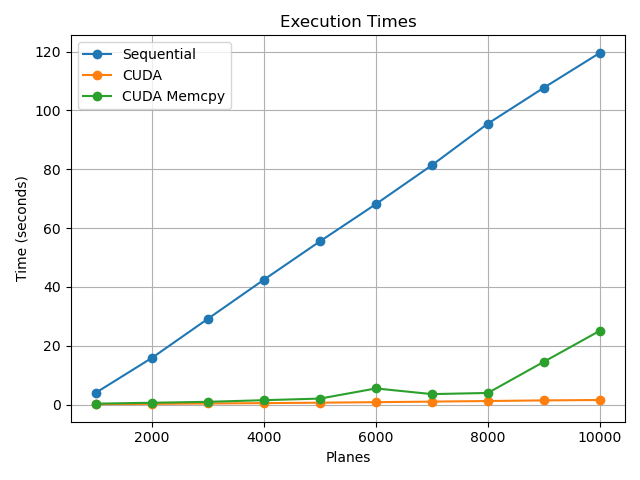 Execution Times
Sequential
CUDA
CUDA Memcpy
Time (seconds)
120
100
80
60
40
20
0
2000 4000 6000 8000 10000
Planes